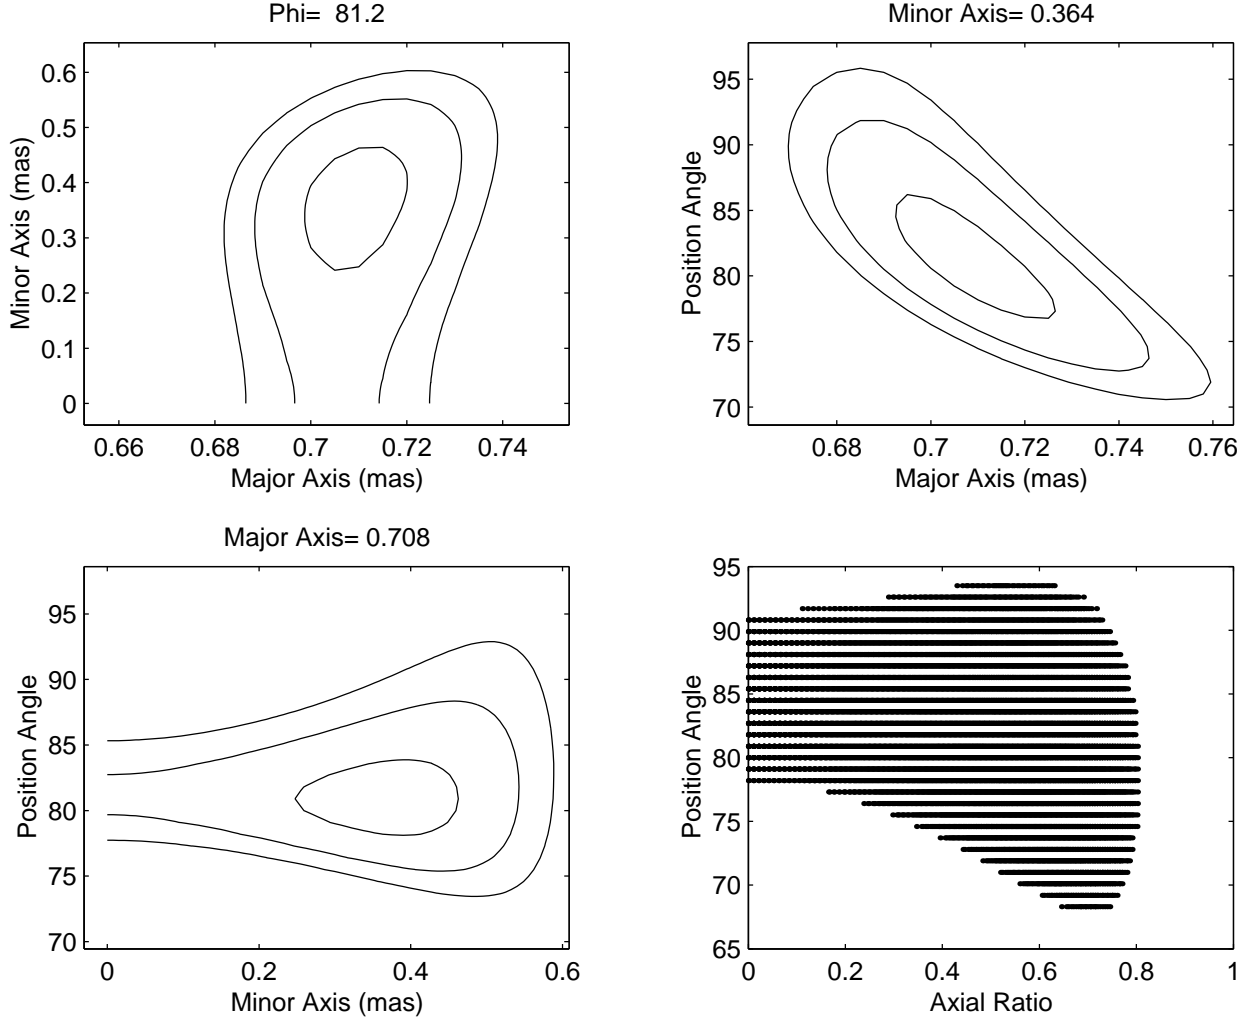 Phi= 81.2
0.6
0.5
0.4
0.3
0.2
0.1
0
Minor Axis (mas)
0.66 0.68 0.7 0.72 0.74
Major Axis (mas)
Minor Axis= 0.364
95
90
85
80
75
70
Position Angle
0.68 0.7 0.72 0.74 0.76
Major Axis (mas)
Major Axis= 0.708
95
90
85
80
75
70
Position Angle
0 0.2 0.4 0.6
Minor Axis (mas)
95
90
85
80
75
70
65
Position Angle
0 0.2 0.4 0.6 0.8 1
Axial Ratio